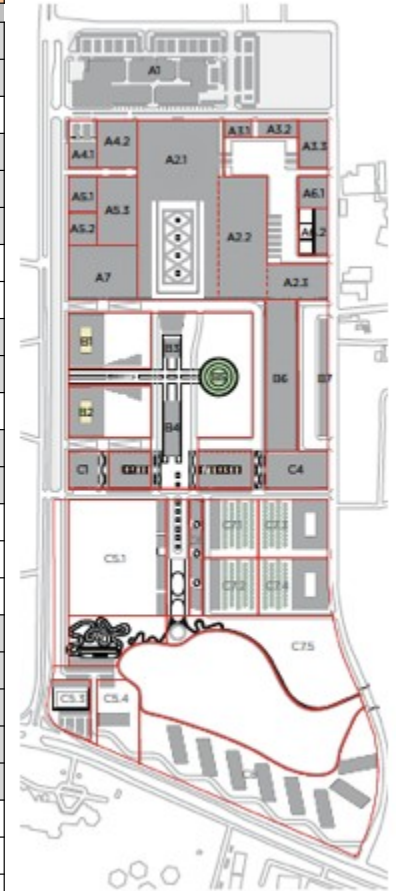 A1
A3.1 A3.2
A4.1 A4.2 A2.1 A3.3
A5.1 A5.3 A2.2 A6.1
A5.2
A7 A2.3
B1 B3
B6 B7
B2 B4
C1 C4
C5.1 C7.1 C7.3
C7.2 C7.4
C7.5
C5.3 C5.4